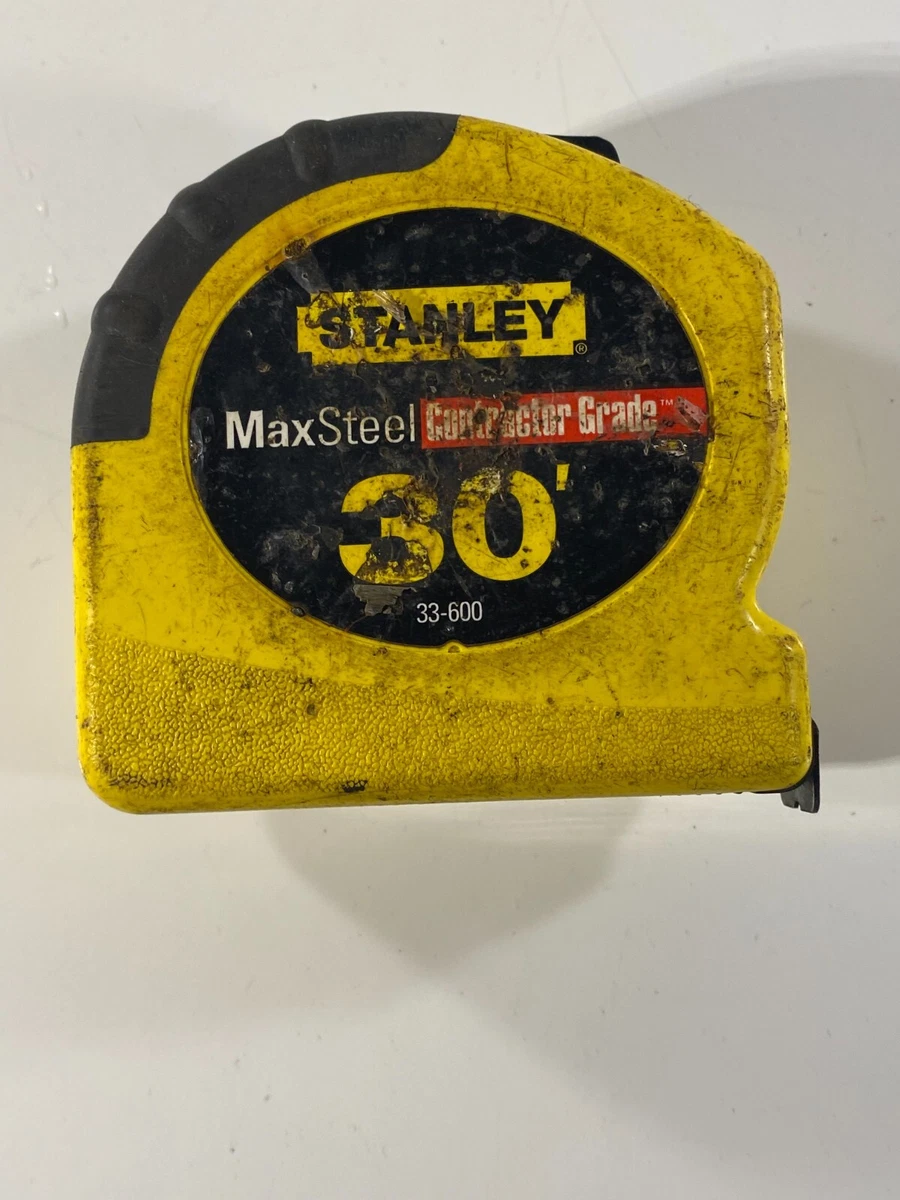 STANLEY®
MaxSteel Contractor Grade™
30'
33-600